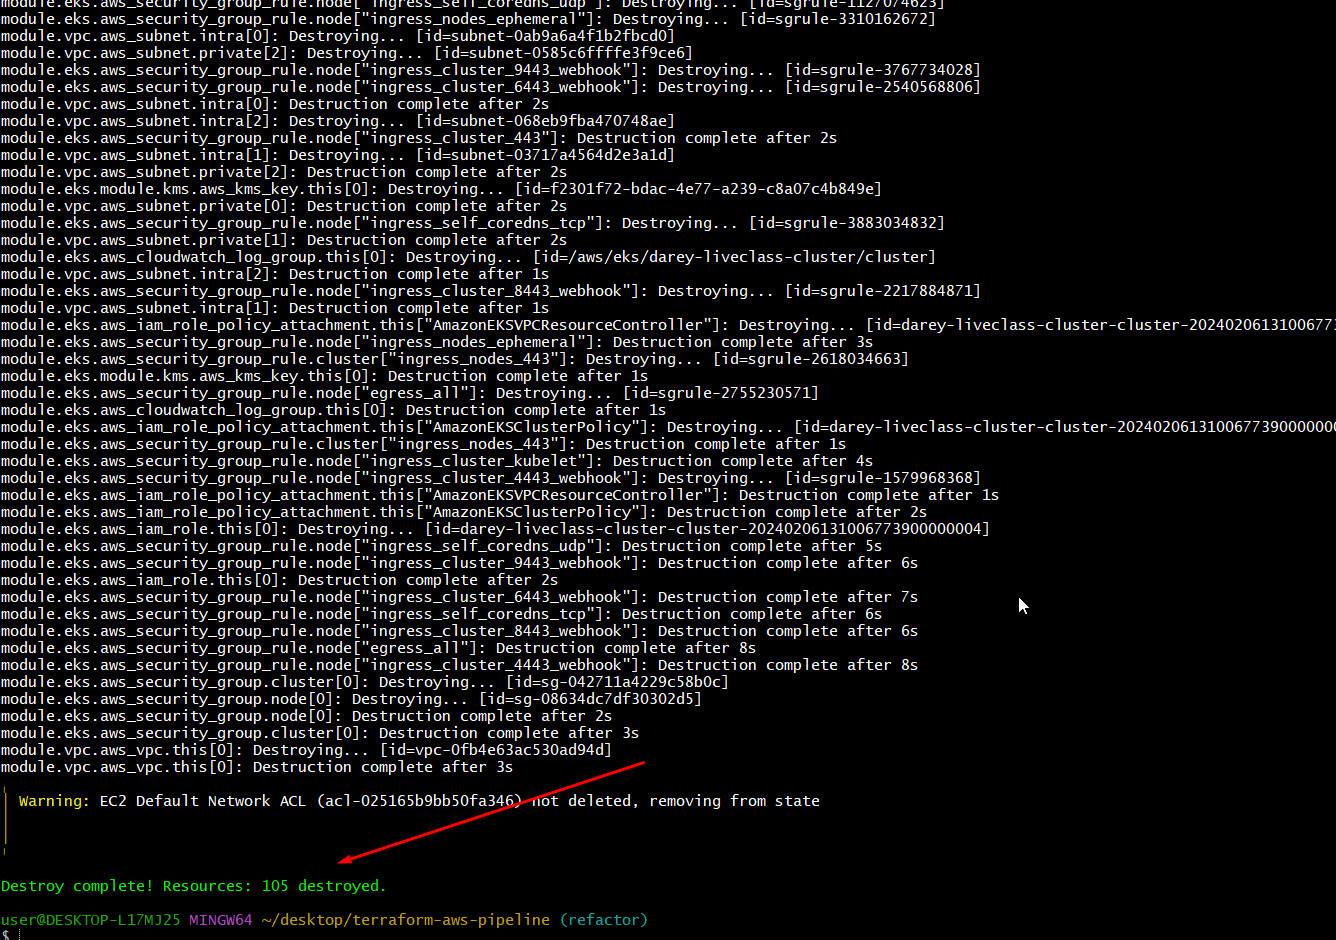 module.eks.aws_security_group_rule.node["ingress_self_coredns_udp"]: Destroying... [id=sgrule-1127074623]
module.eks.aws_security_group_rule.node["ingress_nodes_ephemeral"]: Destroying... [id=sgrule-3310162672]
module.vpc.aws_subnet.intra[0]: Destroying... [id=subnet-0ab9a6a4f1b2fbcd0]
module.vpc.aws_subnet.private[2]: Destroying... [id=subnet-0585c6ffffe3f9ce6]
module.eks.aws_security_group_rule.node["ingress_cluster_9443_webhook"]: Destroying... [id=sgrule-3767734028]
module.eks.aws_security_group_rule.node["ingress_cluster_6443_webhook"]: Destroying... [id=sgrule-2540568806]
module.vpc.aws_subnet.intra[0]: Destruction complete after 2s
module.vpc.aws_subnet.intra[2]: Destroying... [id=subnet-068eb9fba470748ae]
module.eks.aws_security_group_rule.node["ingress_cluster_443"]: Destruction complete after 2s
module.vpc.aws_subnet.intra[1]: Destroying... [id=subnet-03717a4564d2e3a1d]
module.vpc.aws_subnet.private[2]: Destruction complete after 2s
module.eks.module.kms.aws_kms_key.this[0]: Destroying... [id=f2301f72-bdac-4e77-a239-c8a07c4b849e]
module.vpc.aws_subnet.private[0]: Destruction complete after 2s
module.eks.aws_security_group_rule.node["ingress_self_coredns_tcp"]: Destroying... [id=sgrule-3883034832]
module.vpc.aws_subnet.private[1]: Destruction complete after 2s
module.eks.aws_cloudwatch_log_group.this[0]: Destroying... [id=/aws/eks/darey-liveclass-cluster/cluster]
module.vpc.aws_subnet.intra[2]: Destruction complete after 1s
module.eks.aws_security_group_rule.node["ingress_cluster_8443_webhook"]: Destroying... [id=sgrule-2217884871]
module.vpc.aws_subnet.intra[1]: Destruction complete after 1s
module.eks.aws_iam_role_policy_attachment.this["AmazonEKSVPCResourceController"]: Destroying... [id=darey-liveclass-cluster-cluster-20240206131006773
module.eks.aws_security_group_rule.node["ingress_nodes_ephemeral"]: Destruction complete after 3s
module.eks.aws_security_group_rule.cluster["ingress_nodes_443"]: Destroying... [id=sgrule-2618034663]
module.eks.module.kms.aws_kms_key.this[0]: Destruction complete after 1s
module.eks.aws_security_group_rule.node["egress_all"]: Destroying... [id=sgrule-2755230571]
module.eks.aws_cloudwatch_log_group.this[0]: Destruction complete after 1s
module.eks.aws_iam_role_policy_attachment.this["AmazonEKSClusterPolicy"]: Destroying... [id=darey-liveclass-cluster-cluster-2024020613100677390000000
module.eks.aws_security_group_rule.cluster["ingress_nodes_443"]: Destruction complete after 1s
module.eks.aws_security_group_rule.node["ingress_cluster_kubelet"]: Destruction complete after 4s
module.eks.aws_security_group_rule.node["ingress_cluster_4443_webhook"]: Destroying... [id=sgrule-1579968368]
module.eks.aws_iam_role_policy_attachment.this["AmazonEKSVPCResourceController"]: Destruction complete after 1s
module.eks.aws_iam_role_policy_attachment.this["AmazonEKSClusterPolicy"]: Destruction complete after 2s
module.eks.aws_iam_role.this[0]: Destroying... [id=darey-liveclass-cluster-cluster-20240206131006773900000004]
module.eks.aws_security_group_rule.node["ingress_self_coredns_udp"]: Destruction complete after 5s
module.eks.aws_security_group_rule.node["ingress_cluster_9443_webhook"]: Destruction complete after 6s
module.eks.aws_iam_role.this[0]: Destruction complete after 2s
module.eks.aws_security_group_rule.node["ingress_cluster_6443_webhook"]: Destruction complete after 7s
module.eks.aws_security_group_rule.node["ingress_self_coredns_tcp"]: Destruction complete after 6s
module.eks.aws_security_group_rule.node["ingress_cluster_8443_webhook"]: Destruction complete after 6s
module.eks.aws_security_group_rule.node["egress_all"]: Destruction complete after 8s
module.eks.aws_security_group_rule.node["ingress_cluster_4443_webhook"]: Destruction complete after 8s
module.eks.aws_security_group.cluster[0]: Destroying... [id=sg-042711a4229c58b0c]
module.eks.aws_security_group.node[0]: Destroying... [id=sg-08634dc7df30302d5]
module.eks.aws_security_group.node[0]: Destruction complete after 2s
module.eks.aws_security_group.cluster[0]: Destruction complete after 3s
module.vpc.aws_vpc.this[0]: Destroying... [id=vpc-0fb4e63ac530ad94d]
module.vpc.aws_vpc.this[0]: Destruction complete after 3s
Warning: EC2 Default Network ACL (acl-025165b9bb50fa346) not deleted, removing from state
Destroy complete! Resources: 105 destroyed.
user@DESKTOP-L17MJ25 MINGW64 ~/desktop/terraform-aws-pipeline (refactor)
$